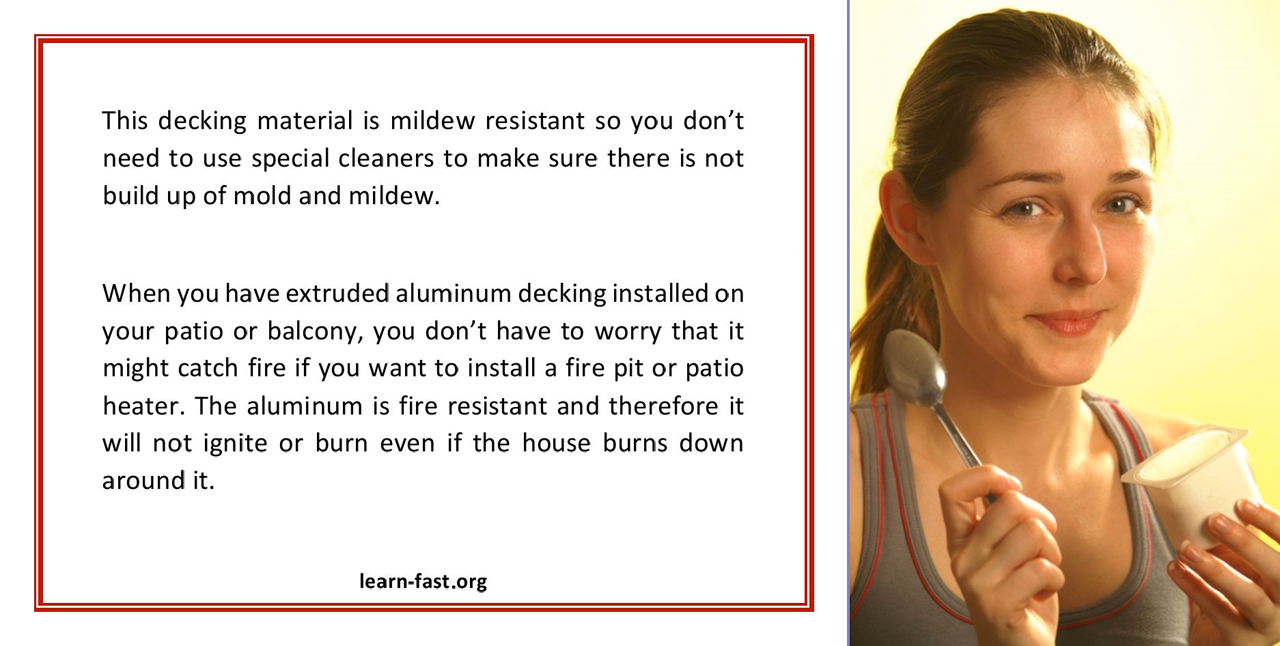 This decking material is mildew resistant so you don’t
need to use special cleaners to make sure there is not
build up of mold and mildew.
When you have extruded aluminum decking installed on
your patio or balcony, you don’t have to worry that it
might catch fire if you want to install a fire pit or patio
heater. The aluminum is fire resistant and therefore it
will not ignite or burn even if the house burns down
around it.
learn-fast.org